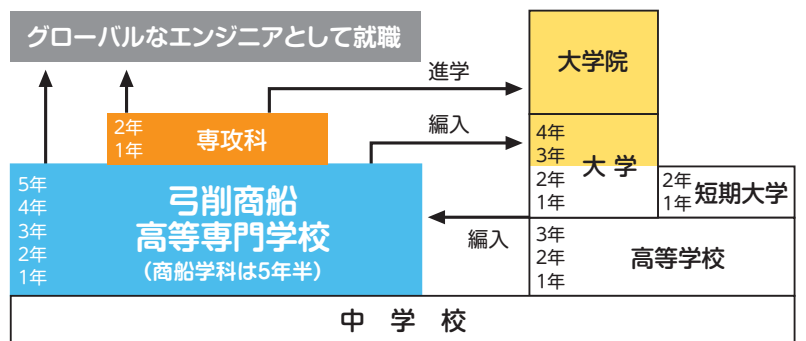 グローバルなエンジニアとして就職
進学
大学院
2年
1年
専攻科
編入
4年
3年
2年
1年
大 学
2年
1年
短期大学
5年
4年
3年
2年
1年
弓削商船
高等専門学校
(商船学科は5年半)
編入
3年
2年
1年
高等学校
中 学 校